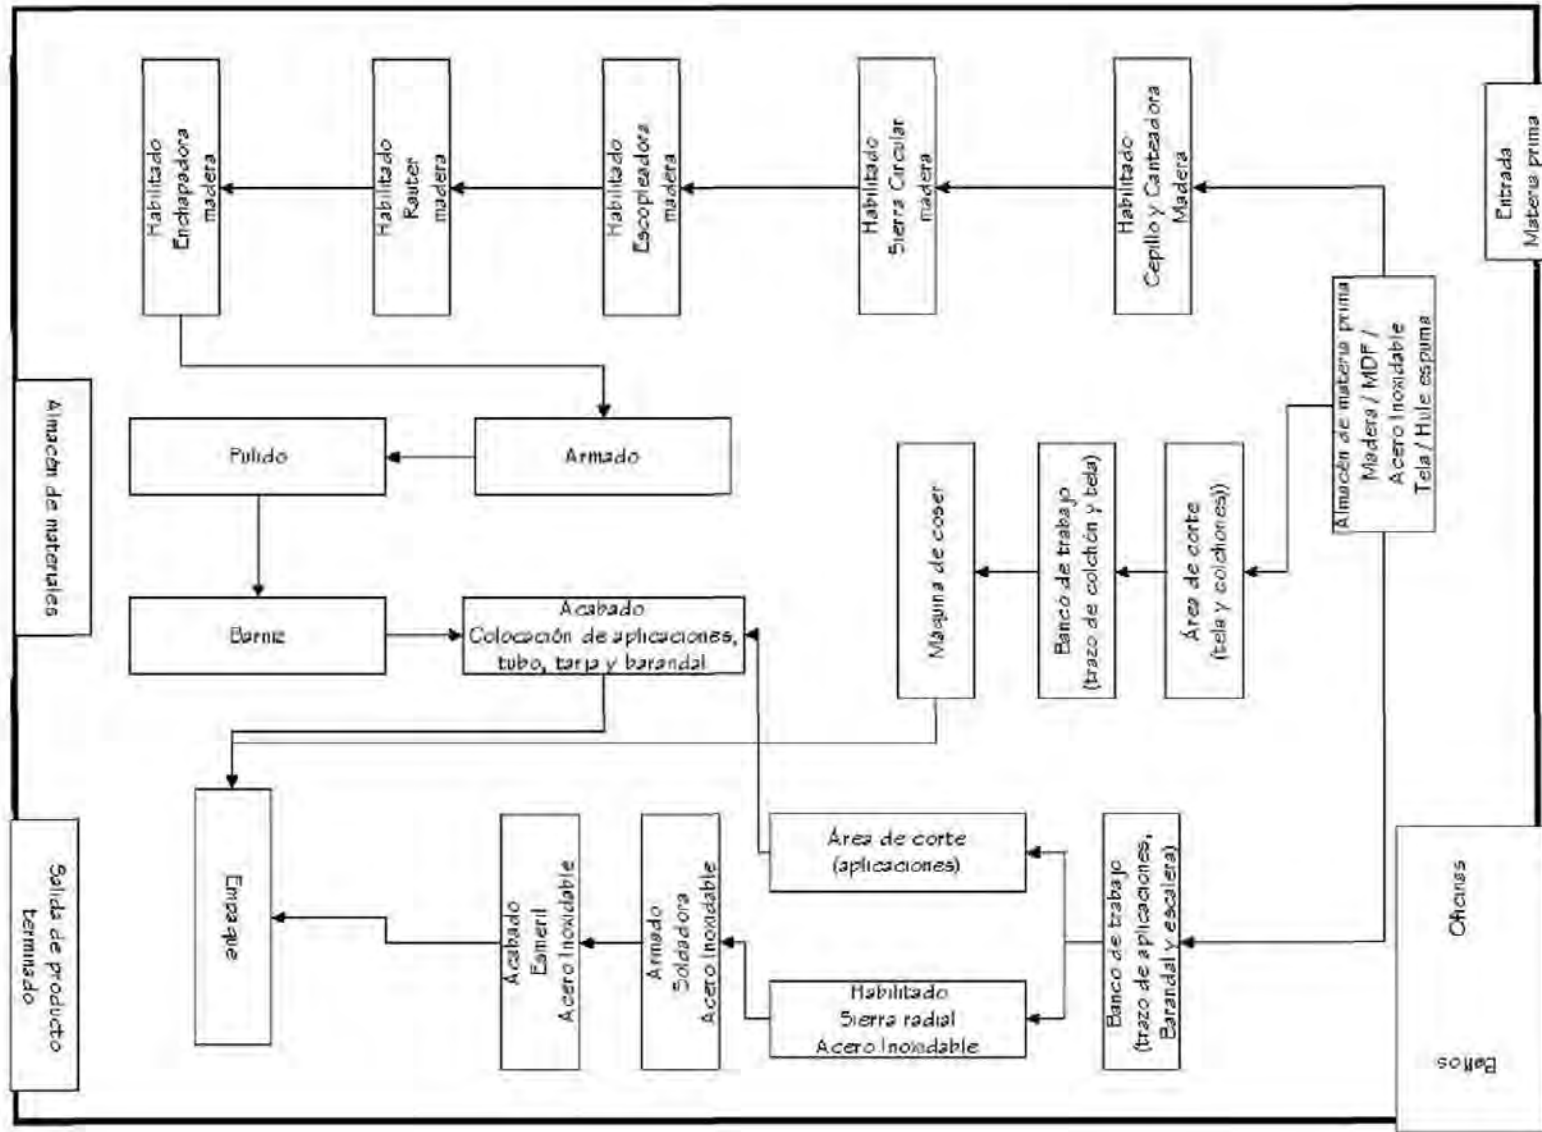 Habilitado
Enchapadora
madera
Habilitado
Rauter
madera
Habilitado
Escopleadora
madera
Habilitado
Sierra Circular
madera
Habilitado
Cepillo y Canteadora
Madera
Entrada
Materia prima
Almacén de materia prima
Madera / MDF /
Acero Inoxidable
Tela / Hule espuma
Almacén de materiales
Pulido
Armado
Máquina de coser
Banco de trabajo
(trazo de colchón y tela)
Área de corte
(tela y colchones))
Barniz
Acabado
Colocación de aplicaciones,
tubo, tarja y barandal
Salida de producto
terminado
Empaque
Acabado
Esmeril
Acero Inoxidable
Armado
Soldadora
Acero Inoxidable
Área de corte
(aplicaciones)
Habilitado
Sierra radial
Acero Inoxidable
Banco de trabajo
(trazo de aplicaciones,
Barandal y escalera)
Oficinas
Baños